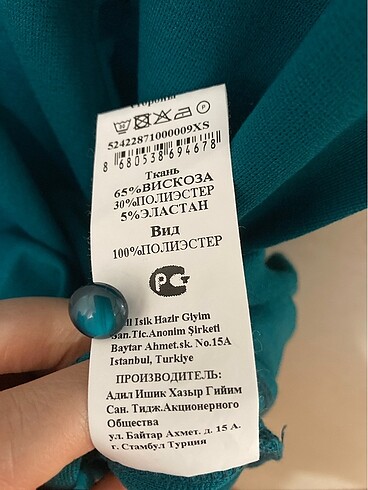 стороны
52422871000009XS
8 680538 694678
Ткань
65%ВИСКОЗА
30%ПОЛИЭСТЕР
5%ЭЛАСТАН
Вид
100%ПОЛИЭСТЕР
РСТ
Isik Hazir Giyim
San.Tic.Anonim Şirketi
Baytar Ahmet.sk. No.15A
Istanbul, Turkiye
ПРОИЗВОДИТЕЛЬ:
Адил Ишик Хазыр Гийим
Сан. Тидж.Акционерного
Общества
ул. Байтар Ахмет. д. 15 А.
г. Стамбул Турция